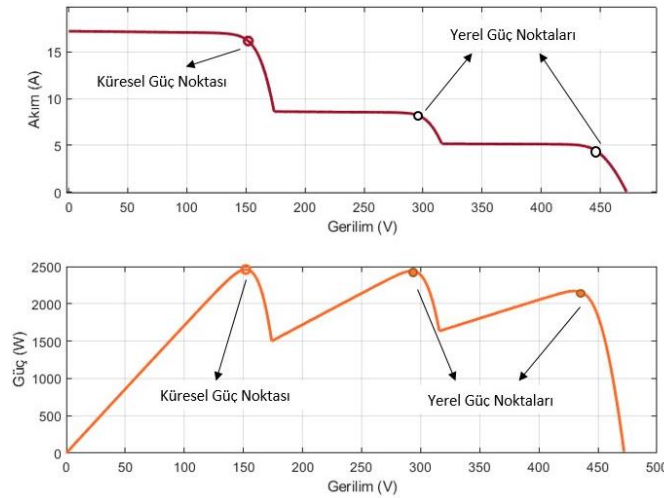 Yerel Güç Noktaları
Küresel Güç Noktası
Akım (A)
15
10
5
0
0 50 100 150 200 250 300 350 400 450
Gerilim (V)
2500
2000
1500
1000
500
0
Güç (W)
Küresel Güç Noktası
Yerel Güç Noktaları
0 50 100 150 200 250 300 350 400 450 500
Gerilim (V)